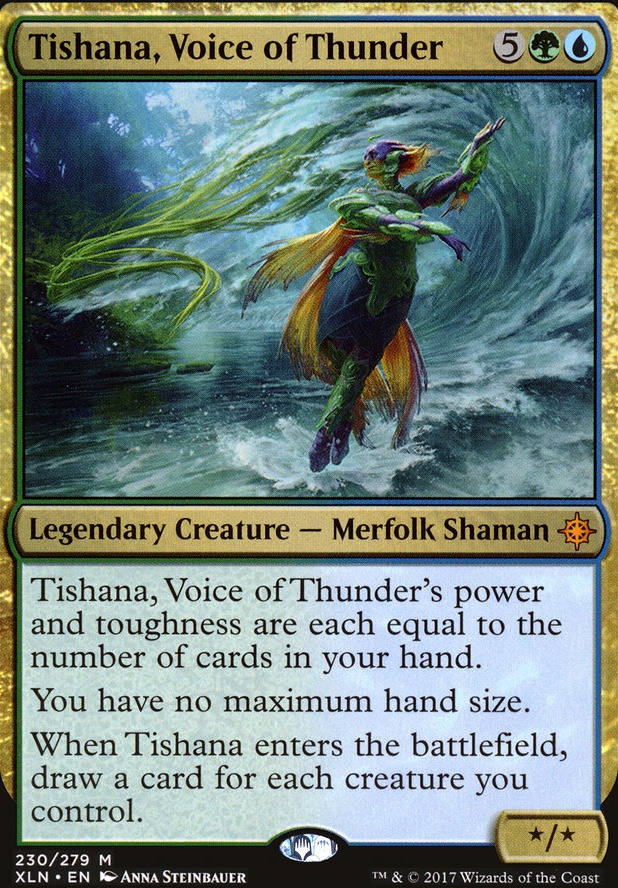 Tishana, Voice of Thunder 5
Legendary Creature — Merfolk Shaman
Tishana, Voice of Thunder's power
and toughness are each equal to the
number of cards in your hand.
You have no maximum hand size.
When Tishana enters the battlefield,
draw a card for each creature you
control.
*/*
230/279 M
XLN • EN Anna Steinbauer ™ & © 2017 Wizards of the Coast